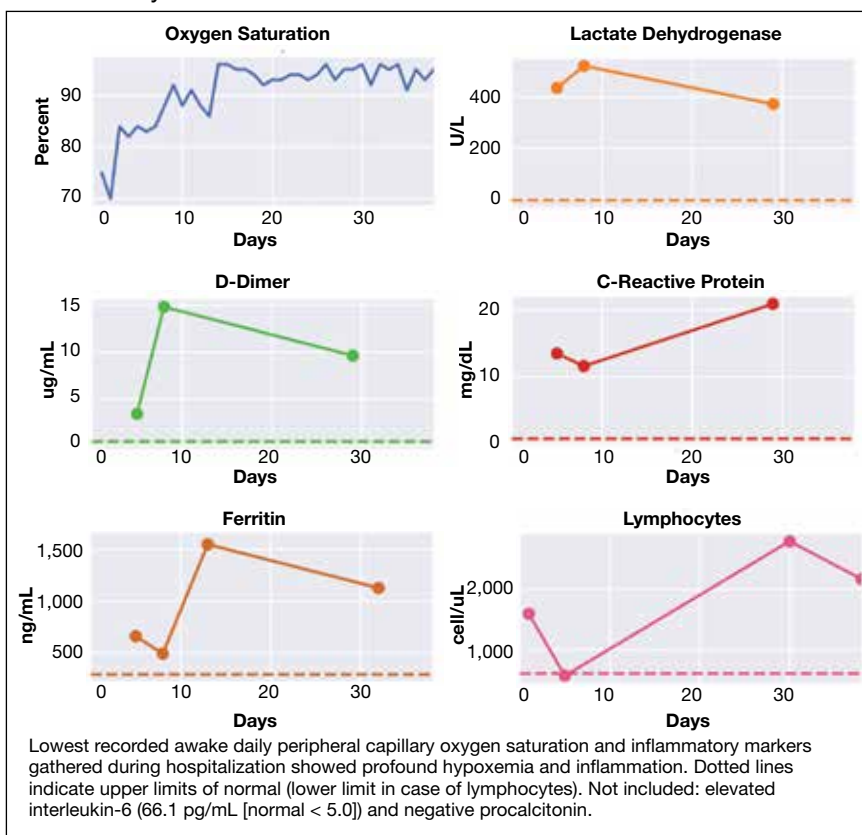 Oxygen Saturation
Percent
90
80
70
0 10 20 30
Days
Lactate Dehydrogenase
U/L
400
200
0
0 10 20 30
Days
D-Dimer
ug/mL
15
10
5
0
0 10 20 30
Days
C-Reactive Protein
mg/dL
20
10
0
0 10 20 30
Days
Ferritin
ng/mL
1,500
1,000
500
0 10 20 30
Days
Lymphocytes
cell/uL
2,000
1,000
0 10 20 30
Days
Lowest recorded awake daily peripheral capillary oxygen saturation and inflammatory markers
gathered during hospitalization showed profound hypoxemia and inflammation. Dotted lines
indicate upper limits of normal (lower limit in case of lymphocytes). Not included: elevated
interleukin-6 (66.1 pg/mL [normal < 5.0]) and negative procalcitonin.